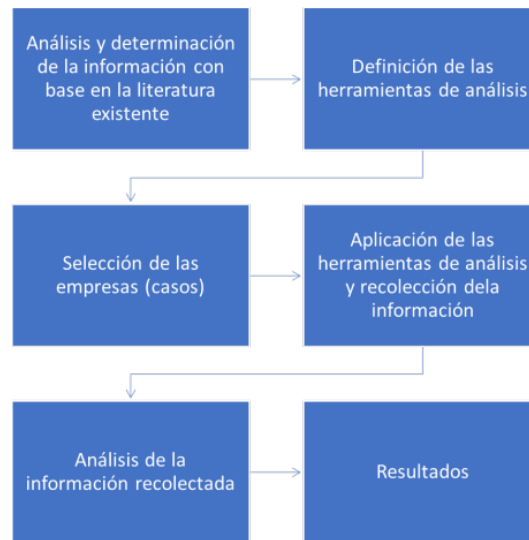 Análisis y determinación
de la información con
base en la literatura
existente
Definición de las
herramientas de análisis
Selección de las
empresas (casos)
Aplicación de las
herramientas de análisis
y recolección dela
información
Análisis de la
información recolectada
Resultados